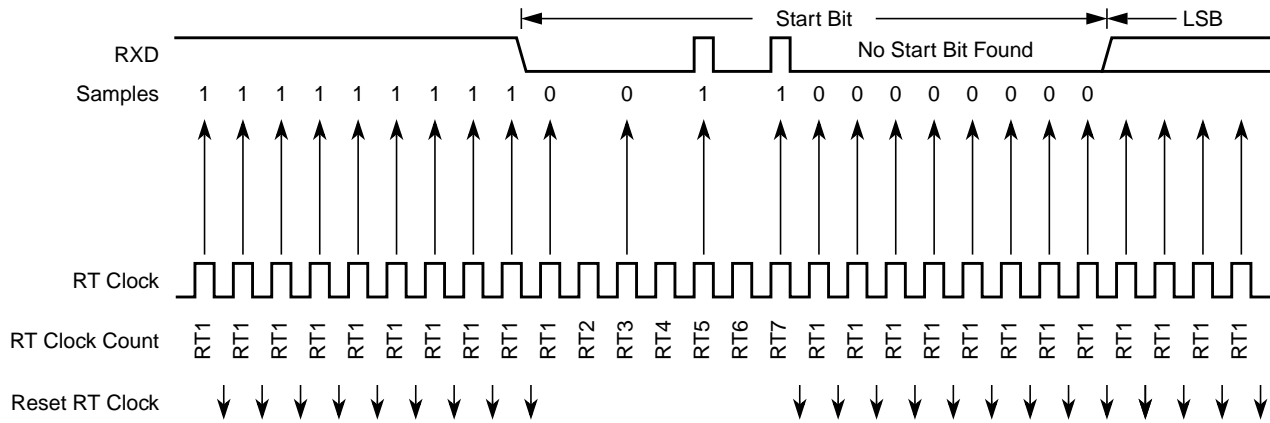 Start Bit LSB
RXD No Start Bit Found
Samples 1 1 1 1 1 1 1 1 1 0 0 1 1 0 0 0 0 0 0 0 0
RT Clock
RT Clock Count RT1 RT1 RT1 RT1 RT1 RT1 RT1 RT1 RT1 RT1 RT2 RT3 RT4 RT5 RT6 RT7 RT1 RT1 RT1 RT1 RT1 RT1 RT1 RT1 RT1 RT1 RT1 RT1
Reset RT Clock